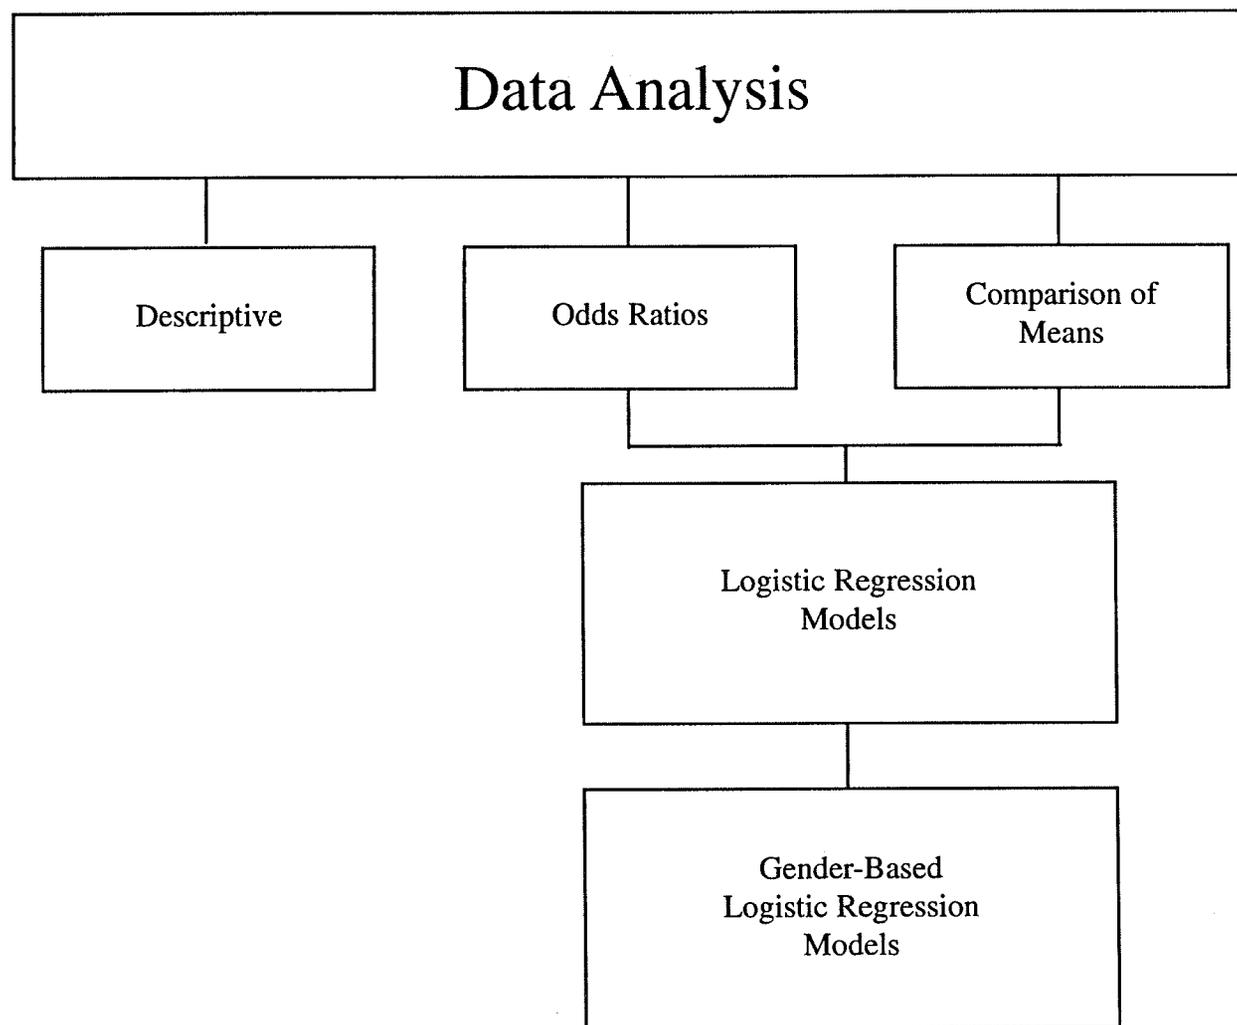 Data Analysis
Descriptive
Odds Ratios
Comparison of
Means
Logistic Regression
Models
Gender-Based
Logistic Regression
Models